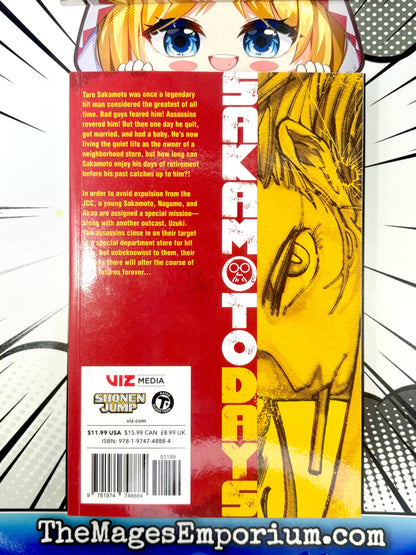 Taro Sakamoto was once a legendary
hit man considered the greatest of all
time. Bad guys feared him! Assassins
revered him! But then one day he quit,
got married, and had a baby. He's now
living the quiet life as the owner of a
neighborhood store, but how long can
Sakamoto enjoy his days of retirement
before his past catches up to him?!
In order to avoid expulsion from the
JCC, a young Sakamoto, Nagumo, and
Akao are assigned a special mission—
along with another outcast, Uzuki.
The assassins close in on their target
at a special department store for hit
but unbeknownst to them, their
there will alter the course of
futures forever...
SAKAMOTO DAYS
VIZ MEDIA
SHONEN
JUMP
viz.com
$11.99 USA $15.99 CAN £8.99 UK
ISBN: 978-1-9747-4888-4
51199
9 781974 748884
TheMagesEmporium.com